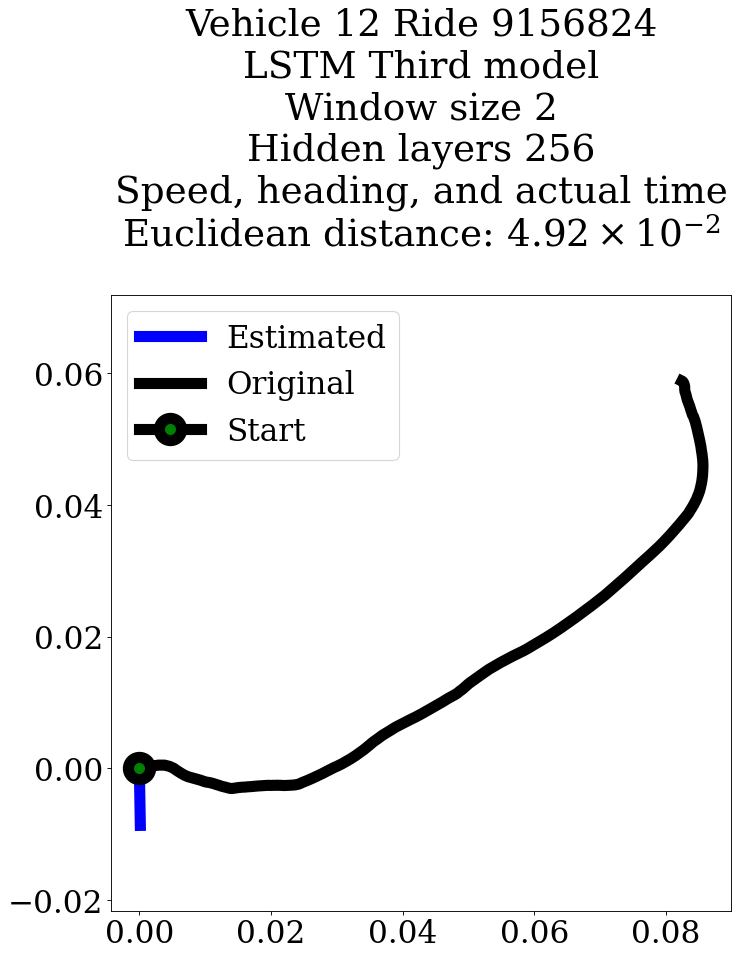 Vehicle 12 Ride 9156824
LSTM Third model
Window size 2
Hidden layers 256
Speed, heading, and actual time
Euclidean distance: 4.92 × 10⁻²
Estimated
Original
Start
0.06
0.04
0.02
0.00
−0.02
0.00 0.02 0.04 0.06 0.08